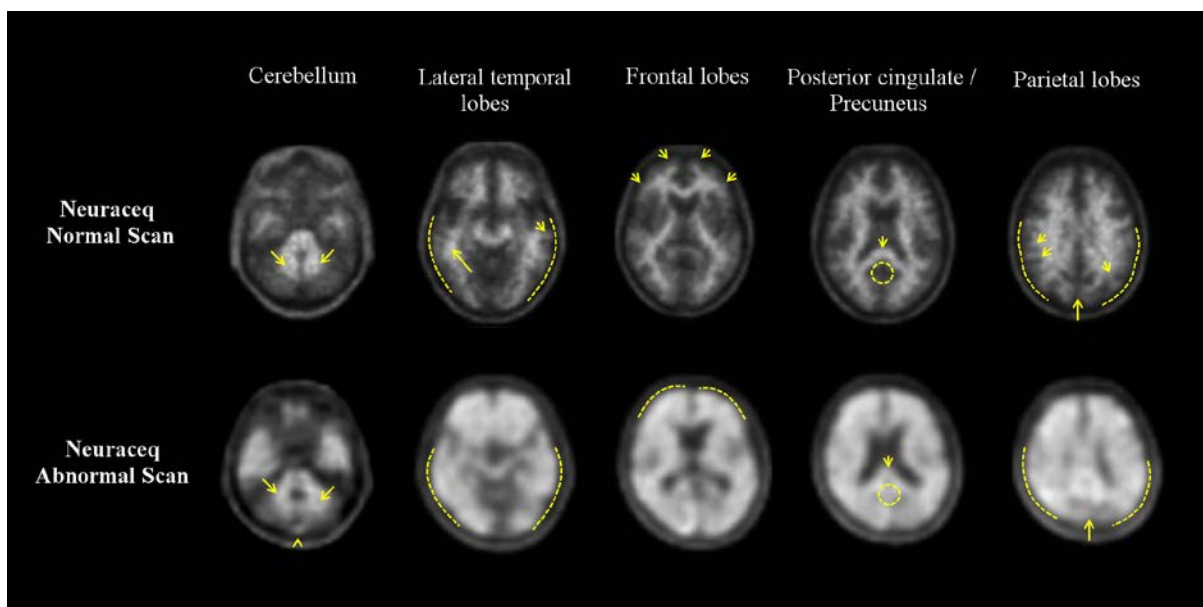 Cerebellum
Lateral temporal
lobes
Frontal lobes
Posterior cingulate /
Precuneus
Parietal lobes
Neuraceq
Normal Scan
Neuraceq
Abnormal Scan